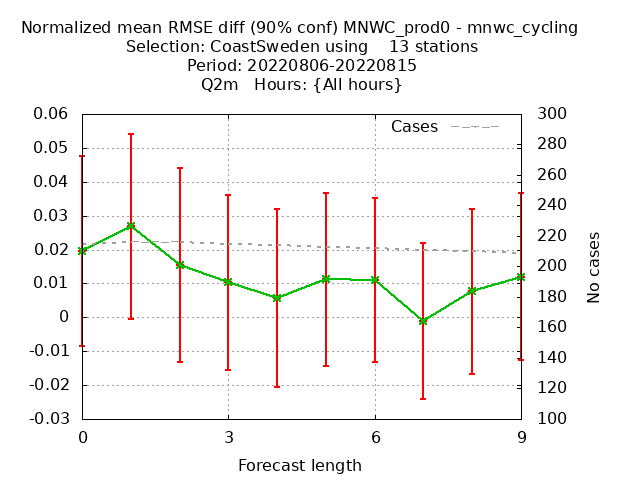 Normalized mean RMSE diff (90% conf) MNWC_prod0 - mnwc_cycling
Selection: CoastSweden using    13 stations
Period: 20220806-20220815
Q2m   Hours: {All hours}
Cases
0.06
0.05
0.04
0.03
0.02
0.01
0
-0.01
-0.02
-0.03
300
280
260
240
220
200
180
160
140
120
100
No cases
0 3 6 9
Forecast length